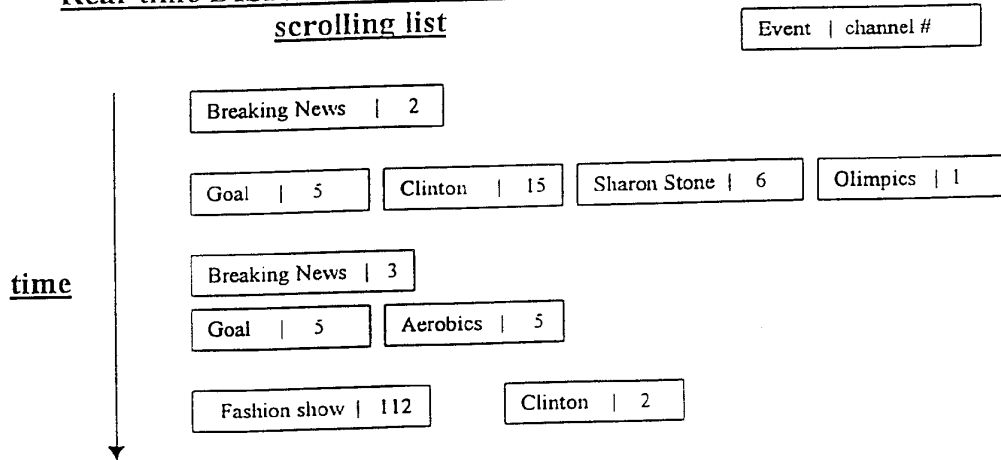 scrolling list
Event | channel #
Breaking News | 2
Goal | 5 Clinton | 15 Sharon Stone | 6 Olimpics | 1
time
Breaking News | 3
Goal | 5 Aerobics | 5
Fashion show | 112 Clinton | 2